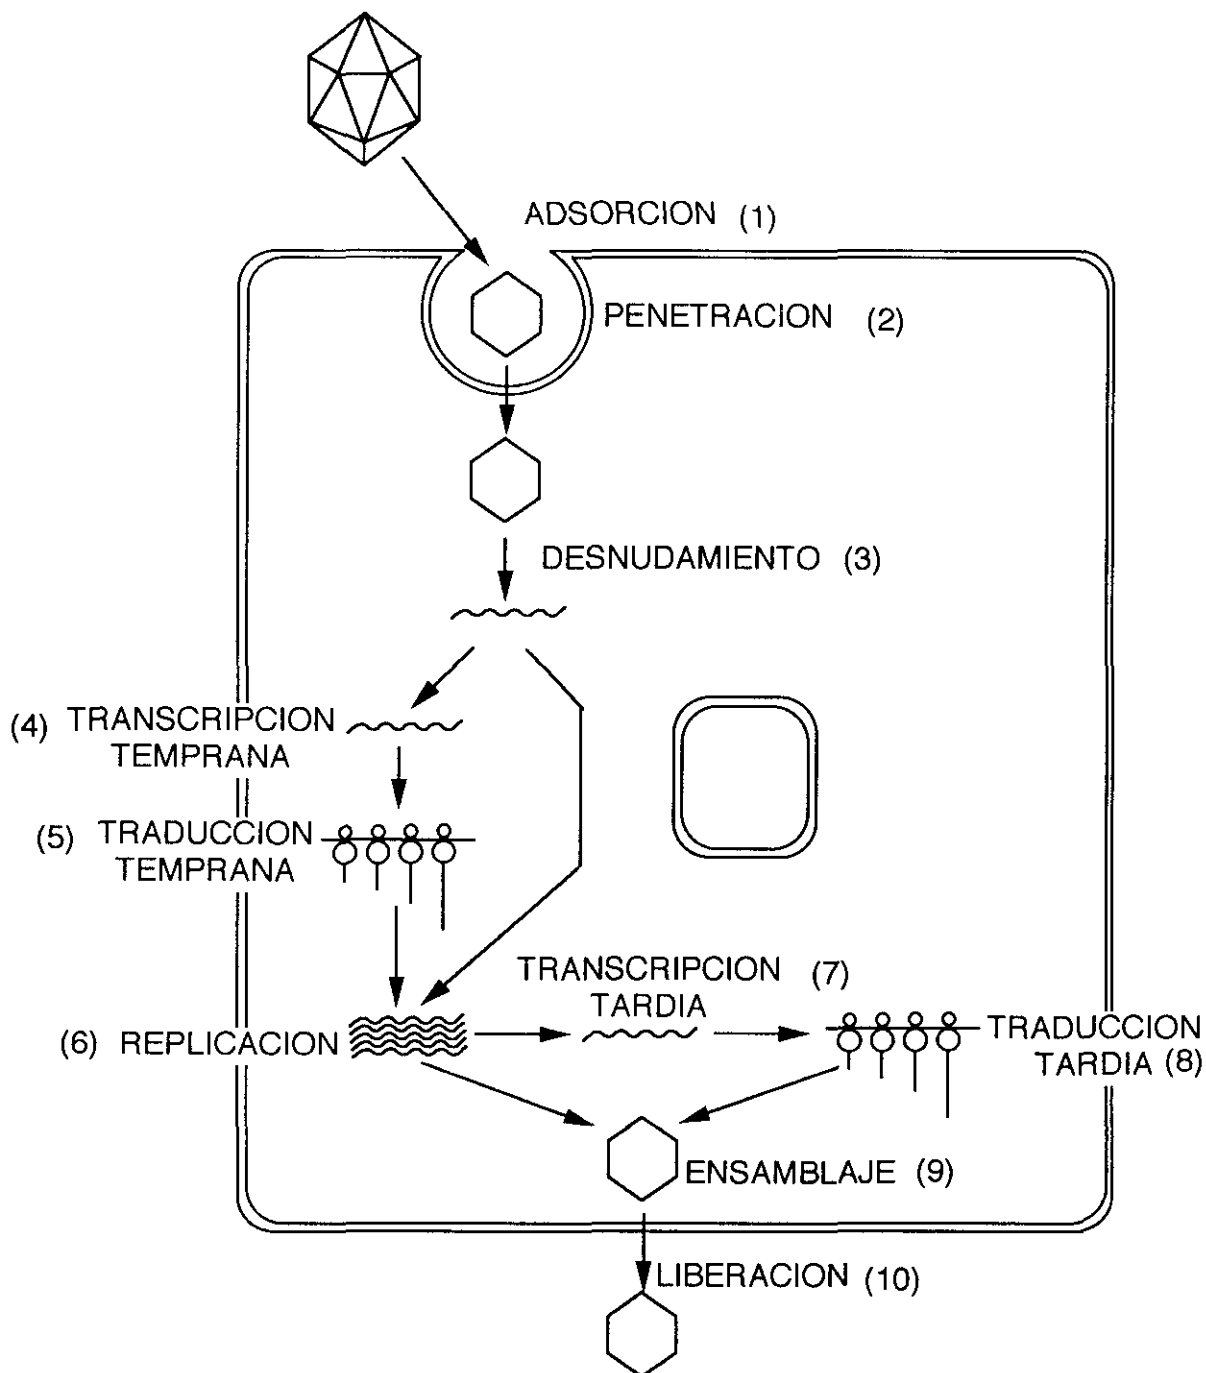 ADSORCION (1)
PENETRACION (2)
DESNUDAMIENTO (3)
(4) TRANSCRIPCION
TEMPRANA
(5) TRADUCCION
TEMPRANA
TRANSCRIPCION (7)
TARDIA
(6) REPLICACION
TRADUCCION
TARDIA (8)
ENSAMBLAJE (9)
LIBERACION (10)